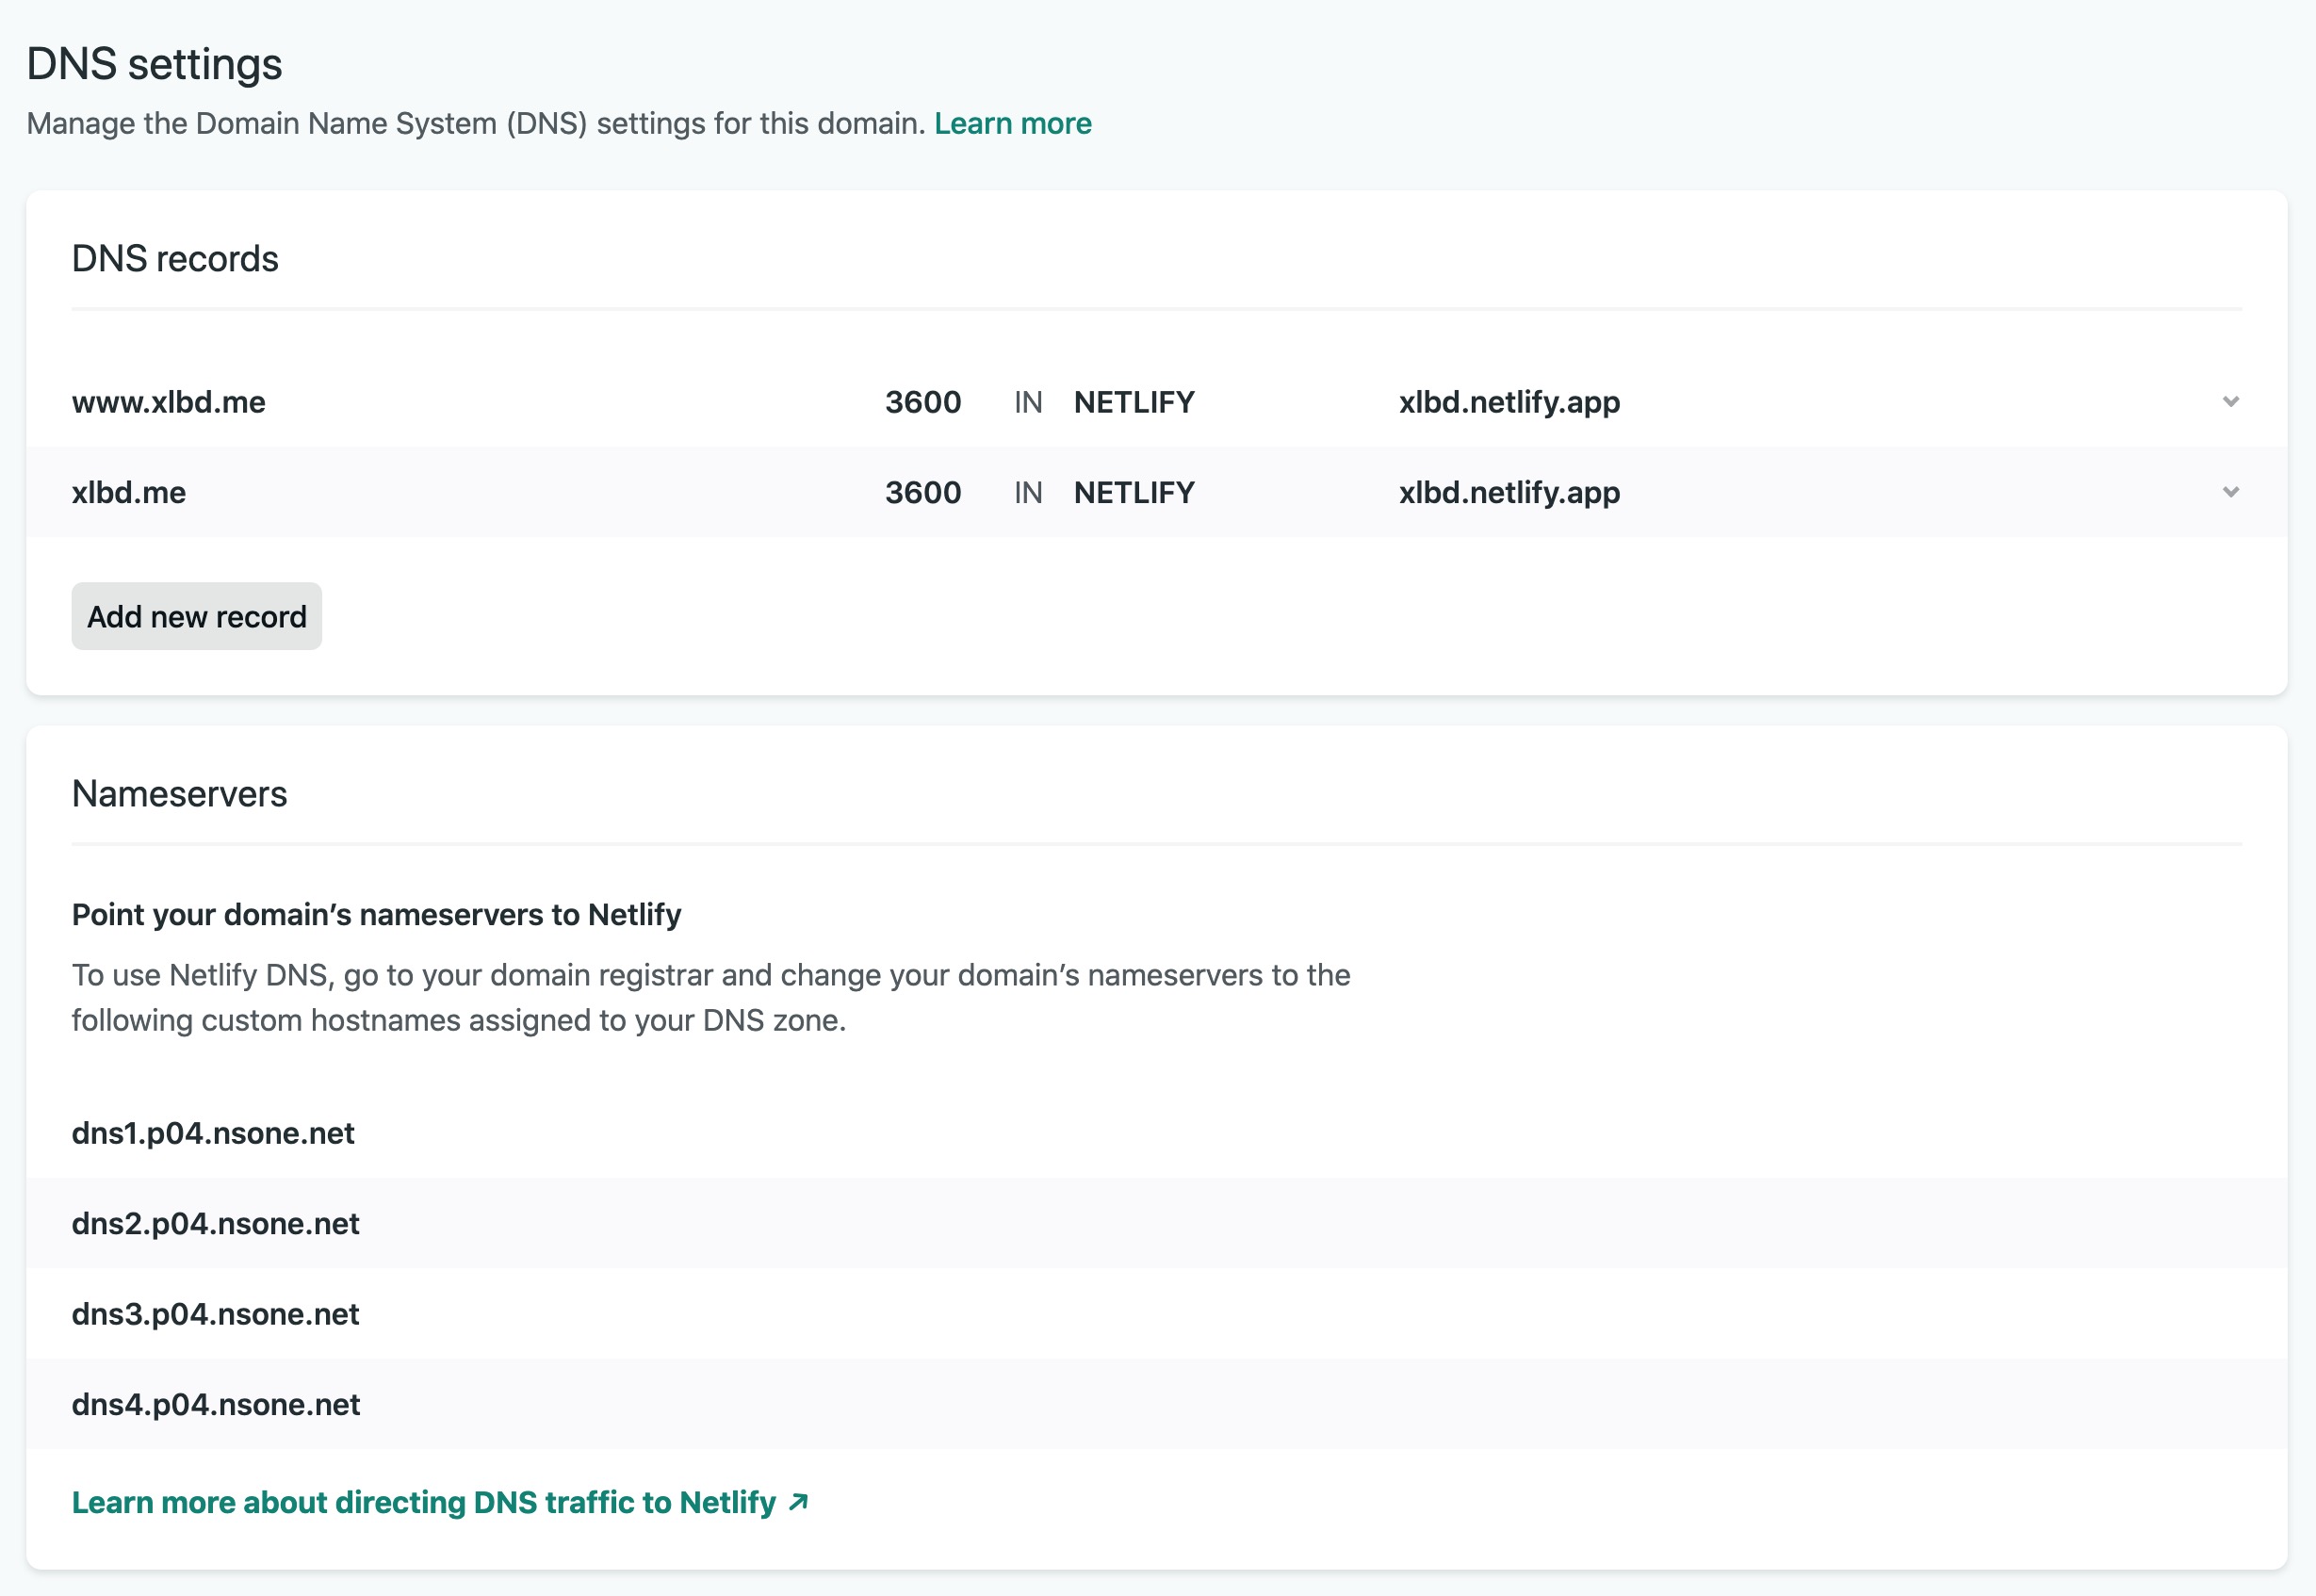 DNS settings
Manage the Domain Name System (DNS) settings for this domain. Learn more
DNS records
www.xlbd.me 3600 IN NETLIFY xlbd.netlify.app
xlbd.me 3600 IN NETLIFY xlbd.netlify.app
Add new record
Nameservers
Point your domain’s nameservers to Netlify
To use Netlify DNS, go to your domain registrar and change your domain’s nameservers to the
following custom hostnames assigned to your DNS zone.
dns1.p04.nsone.net
dns2.p04.nsone.net
dns3.p04.nsone.net
dns4.p04.nsone.net
Learn more about directing DNS traffic to Netlify